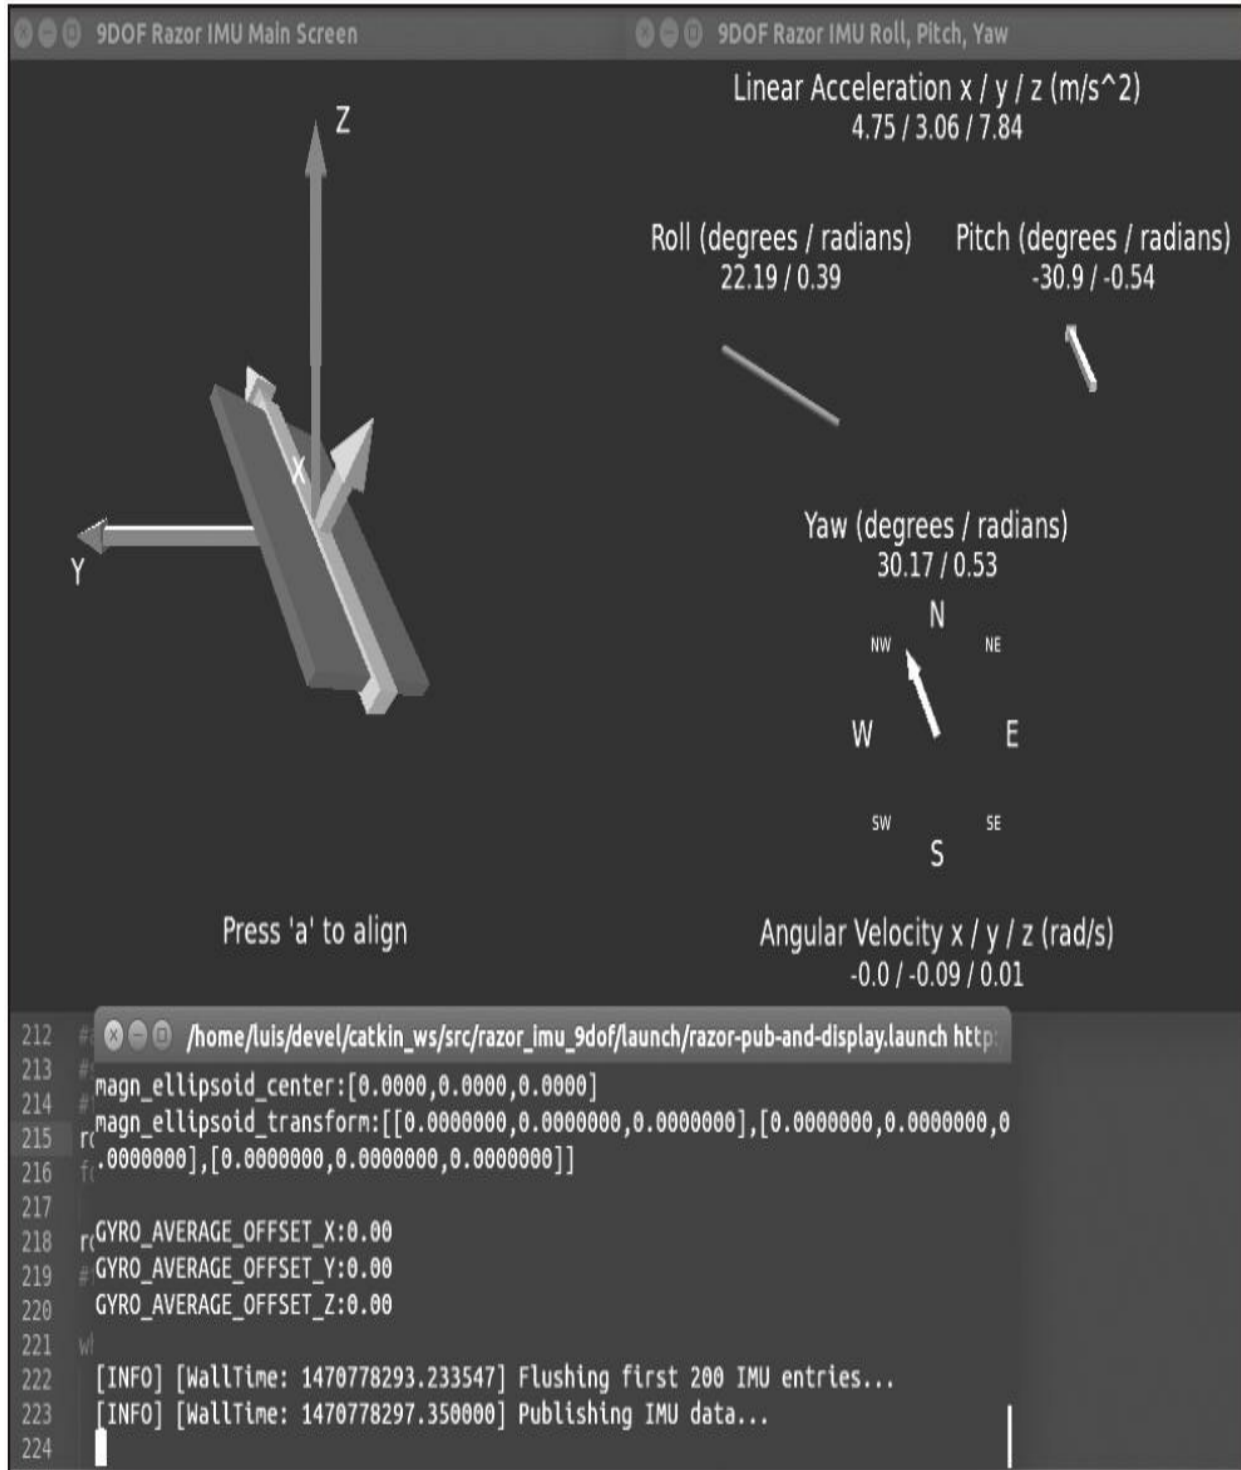 9DOF Razor IMU Main Screen
Z
X
Y
Press 'a' to align
9DOF Razor IMU Roll, Pitch, Yaw
Linear Acceleration x / y / z (m/s^2)
4.75 / 3.06 / 7.84
Roll (degrees / radians) Pitch (degrees / radians)
22.19 / 0.39 -30.9 / -0.54
Yaw (degrees / radians)
30.17 / 0.53
N
NW NE
W E
SW SE
S
Angular Velocity x / y / z (rad/s)
-0.0 / -0.09 / 0.01
/home/luis/devel/catkin_ws/src/razor_imu_9dof/launch/razor-pub-and-display.launch http:
212
213
214
215
216
217
218
219
220
221
222
223
224
magn_ellipsoid_center:[0.0000,0.0000,0.0000]
magn_ellipsoid_transform:[[0.0000000,0.0000000,0.0000000],[0.0000000,0.0000000,0
.0000000],[0.0000000,0.0000000,0.0000000]]
GYRO_AVERAGE_OFFSET_X:0.00
GYRO_AVERAGE_OFFSET_Y:0.00
GYRO_AVERAGE_OFFSET_Z:0.00
[INFO] [WallTime: 1470778293.233547] Flushing first 200 IMU entries...
[INFO] [WallTime: 1470778297.350000] Publishing IMU data...